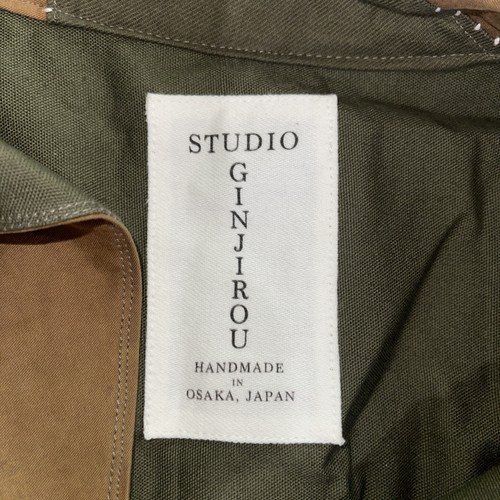 STUDIO
GINJIROU
HANDMADE
IN
OSAKA, JAPAN